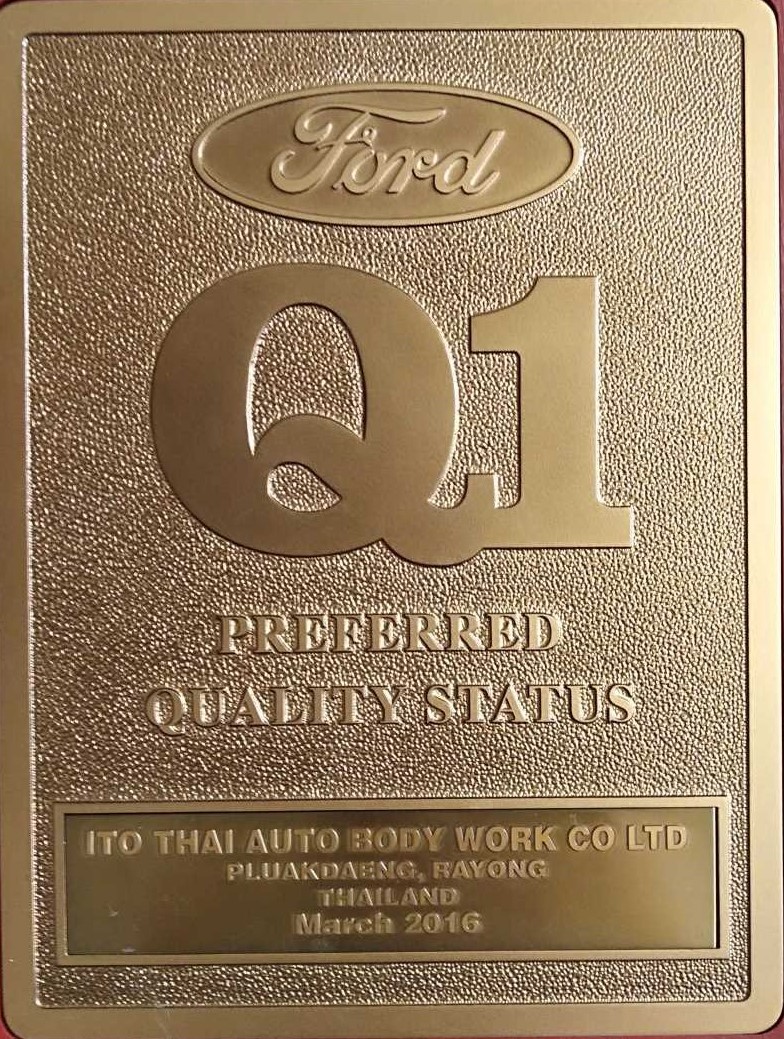 Ford
Q1
PREFERRED
QUALITY STATUS
ITO THAI AUTO BODY WORK CO LTD
PLUAKDAENG, RAYONG
THAILAND
March 2016